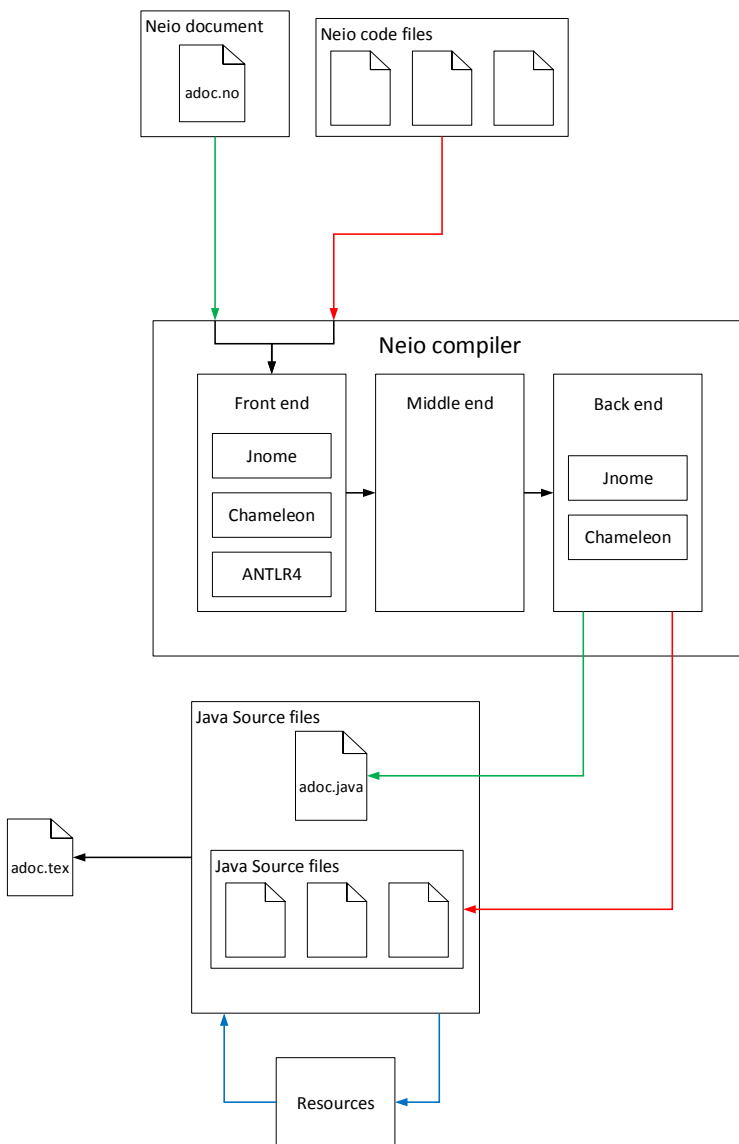 Neio document
adoc.no
Neio code files
Neio compiler
Front end
Jnome
Chameleon
ANTLR4
Middle end
Back end
Jnome
Chameleon
Java Source files
adoc.java
adoc.tex
Java Source files
Resources